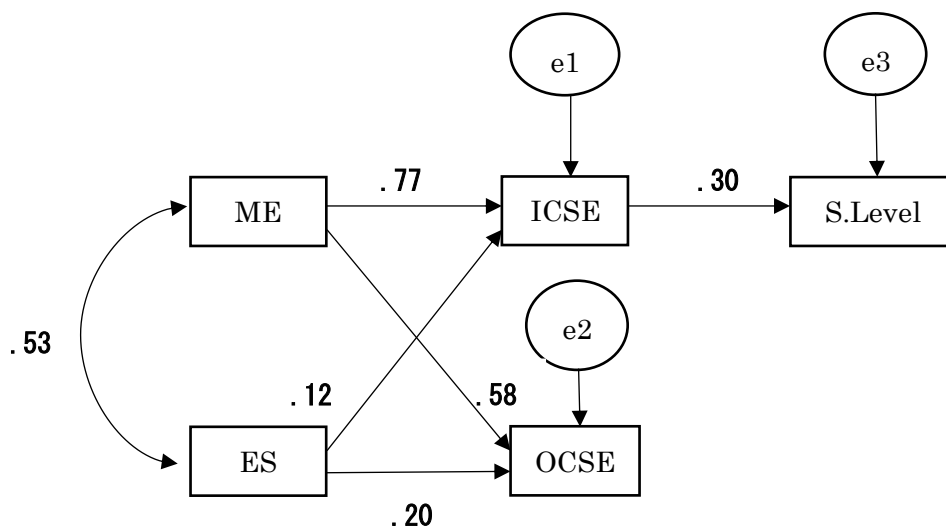 e1
e3
.77
.30
ME
ICSE
S.Level
e2
.53
.12
.58
ES
OCSE
.20